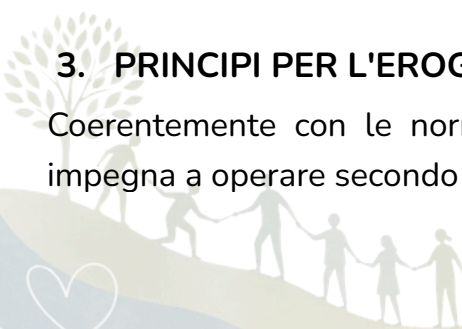 3. PRINCIPI PER L'EROG
Coerentemente con le nor
impegna a operare secondo